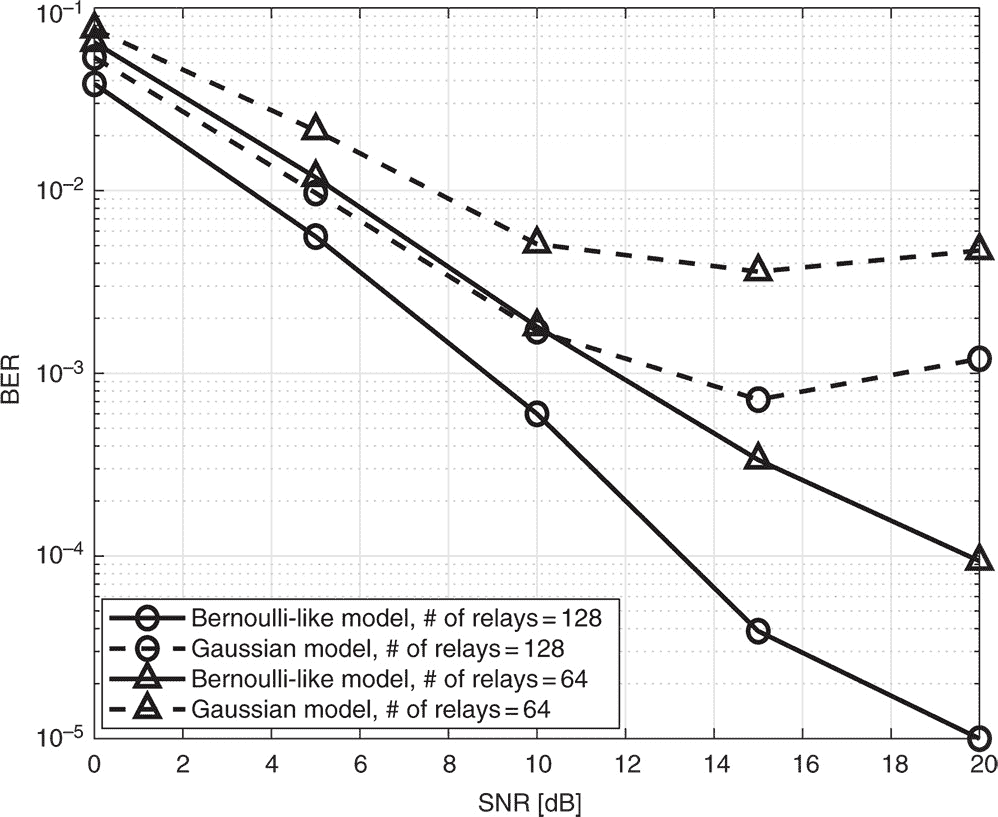 10⁻¹
10⁻²
10⁻³
10⁻⁴
10⁻⁵
BER
Bernoulli-like model, # of relays = 128
Gaussian model, # of relays = 128
Bernoulli-like model, # of relays = 64
Gaussian model, # of relays = 64
0 2 4 6 8 10 12 14 16 18 20
SNR [dB]